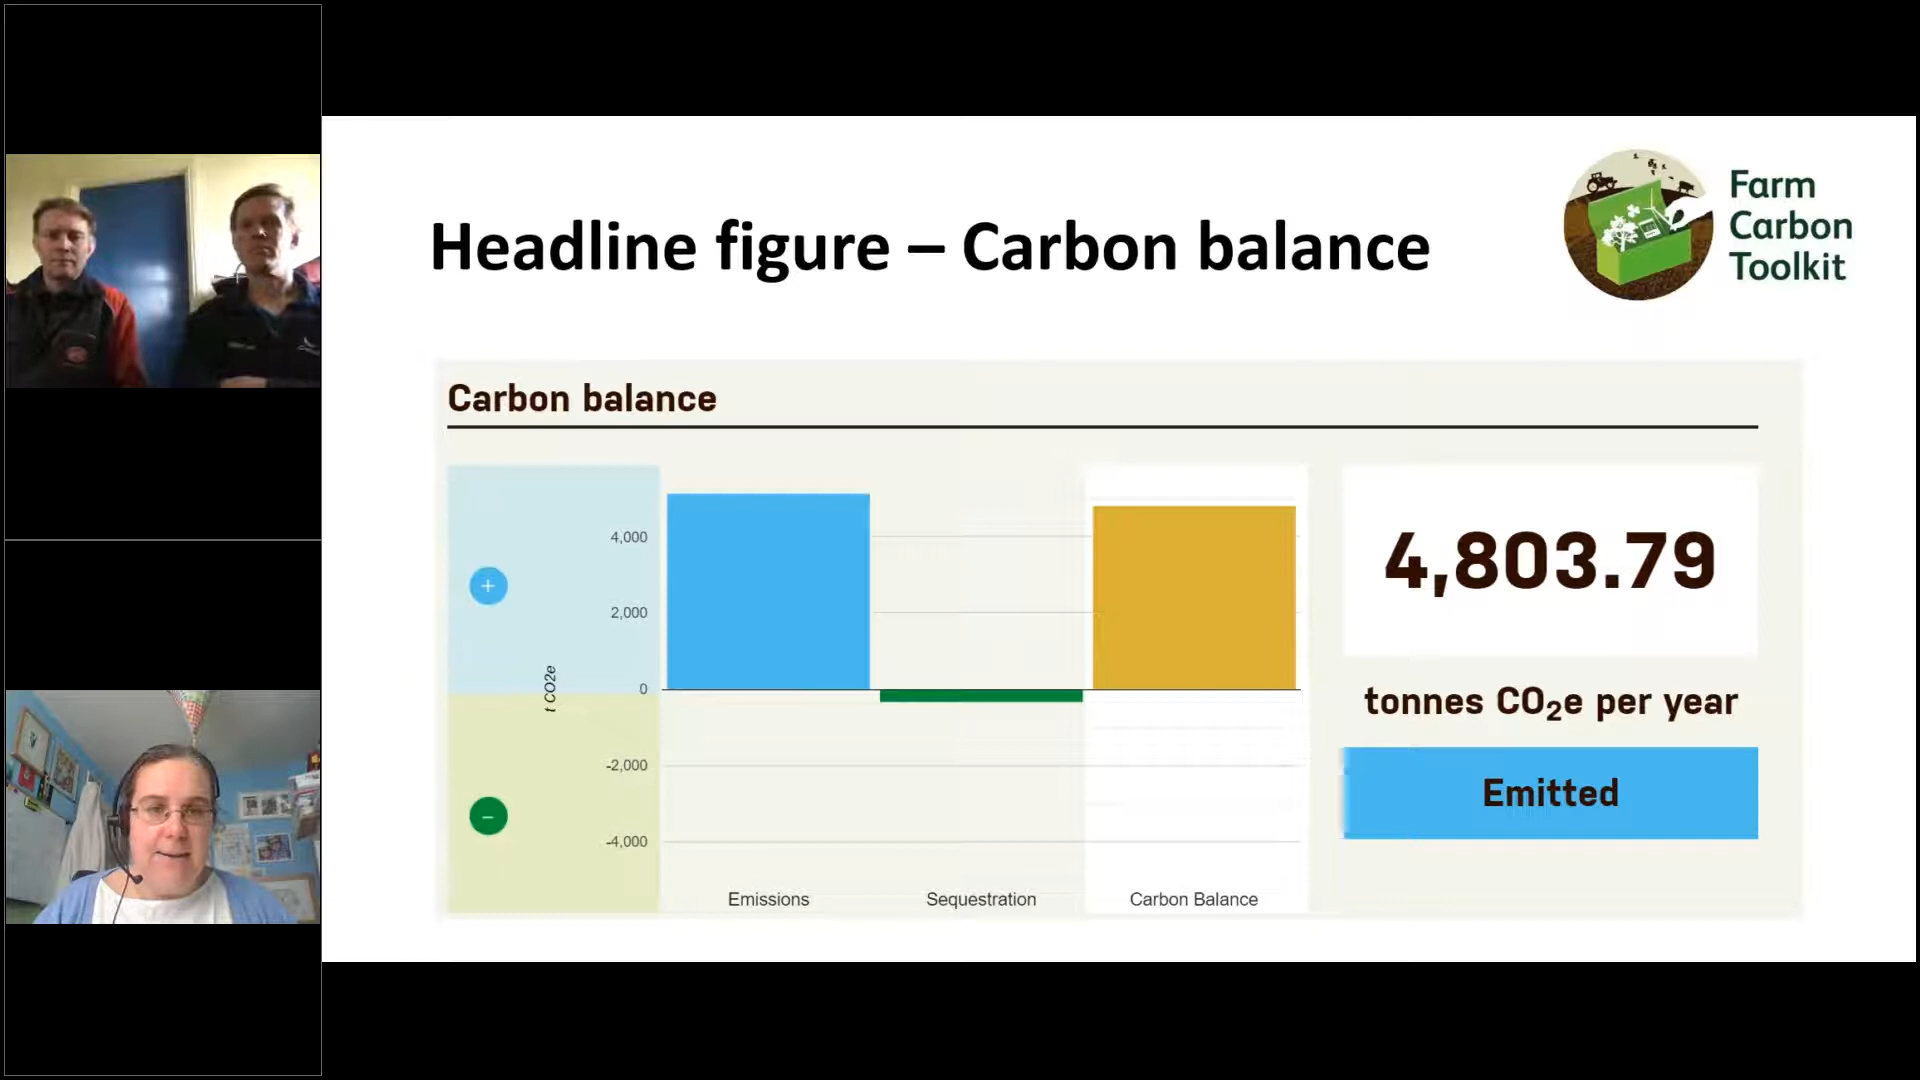 Headline figure – Carbon balance
Farm
Carbon
Toolkit
Carbon balance
4,000
2,000
0
-2,000
-4,000
t CO2e
+
−
Emissions
Sequestration
Carbon Balance
4,803.79
tonnes CO₂e per year
Emitted